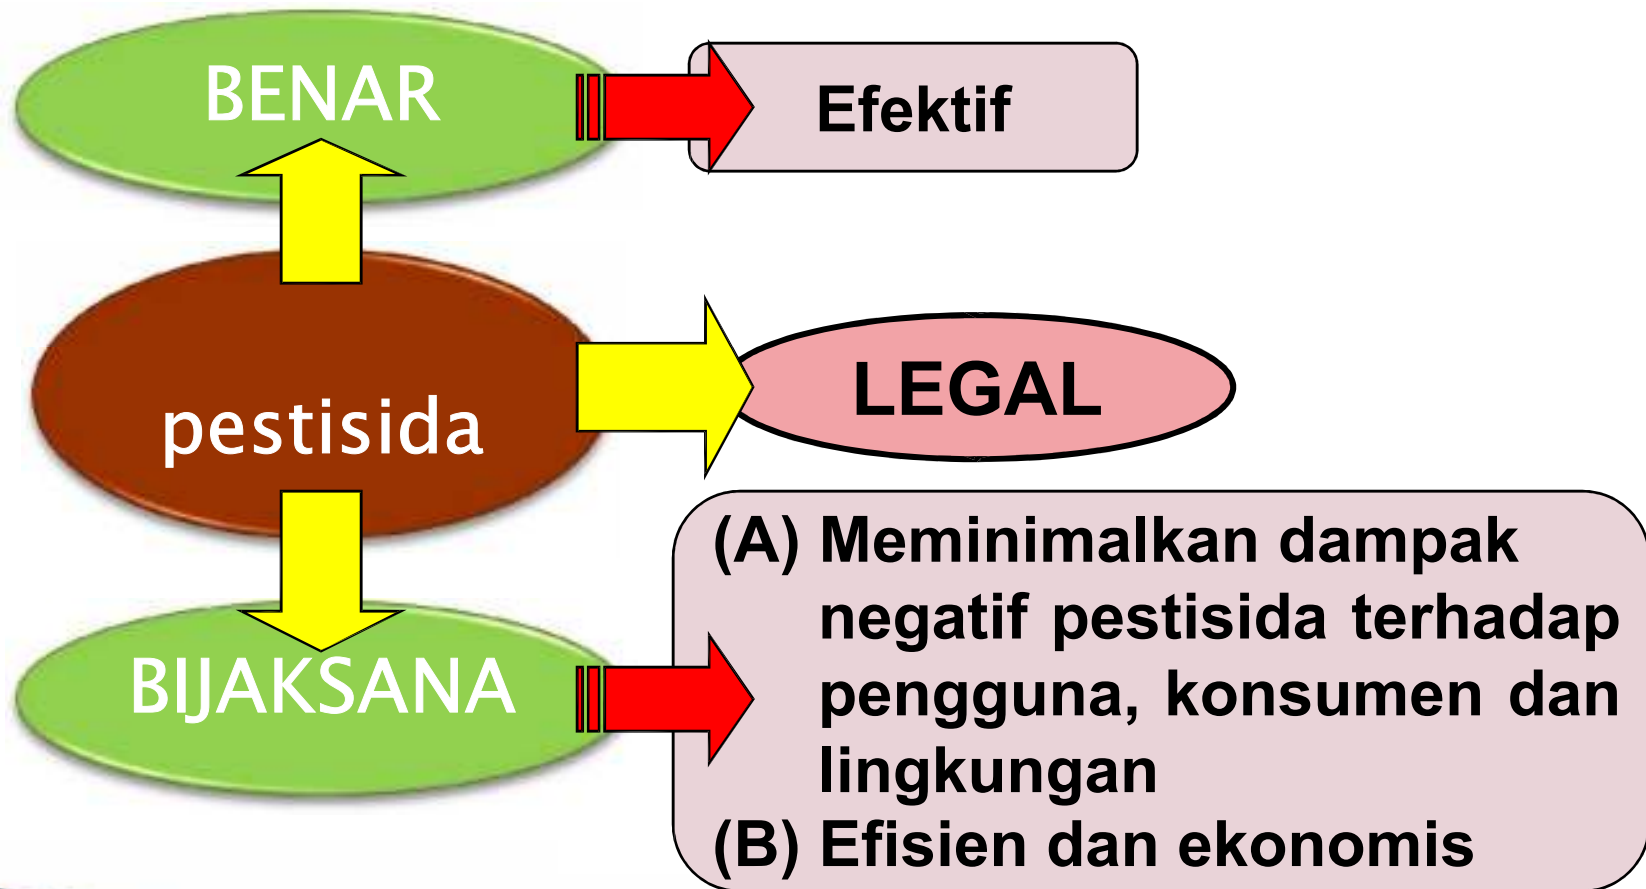 BENAR
Efektif
pestisida
LEGAL
BIJAKSANA
(A) Meminimalkan dampak
negatif pestisida terhadap
pengguna, konsumen dan
lingkungan
(B) Efisien dan ekonomis